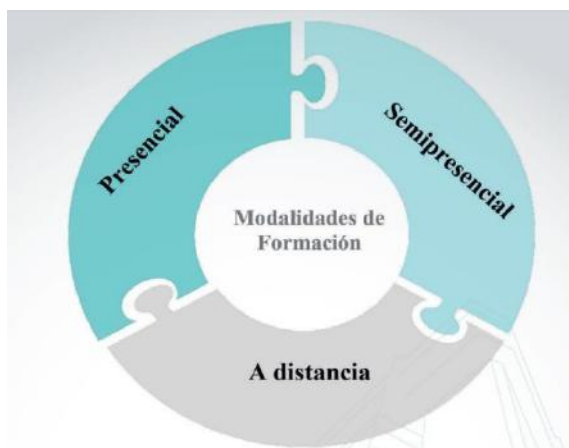 Presencial
Semipresencial
Modalidades de
Formación
A distancia